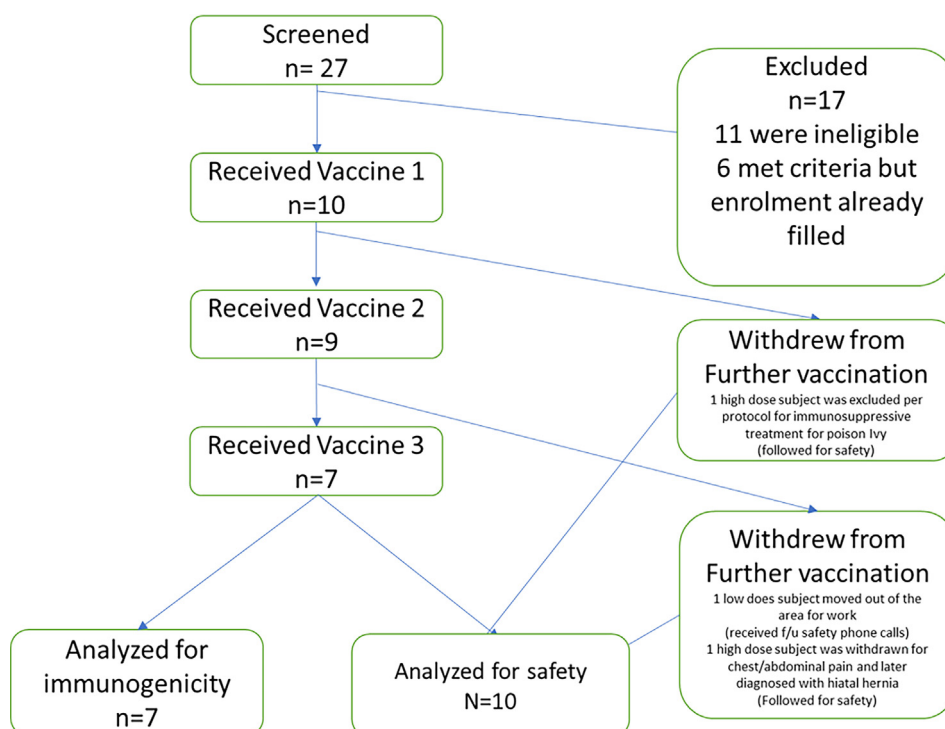 Screened
n= 27
Excluded
n=17
11 were ineligible
6 met criteria but
enrolment already
filled
Received Vaccine 1
n=10
Received Vaccine 2
n=9
Withdrew from
Further vaccination
1 high dose subject was excluded per
protocol for immunosuppressive
treatment for poison Ivy
(followed for safety)
Received Vaccine 3
n=7
Withdrew from
Further vaccination
1 low does subject moved out of the
area for work
(received f/u safety phone calls)
1 high dose subject was withdrawn for
chest/abdominal pain and later
diagnosed with hiatal hernia
(Followed for safety)
Analyzed for
immunogenicity
n=7
Analyzed for safety
N=10